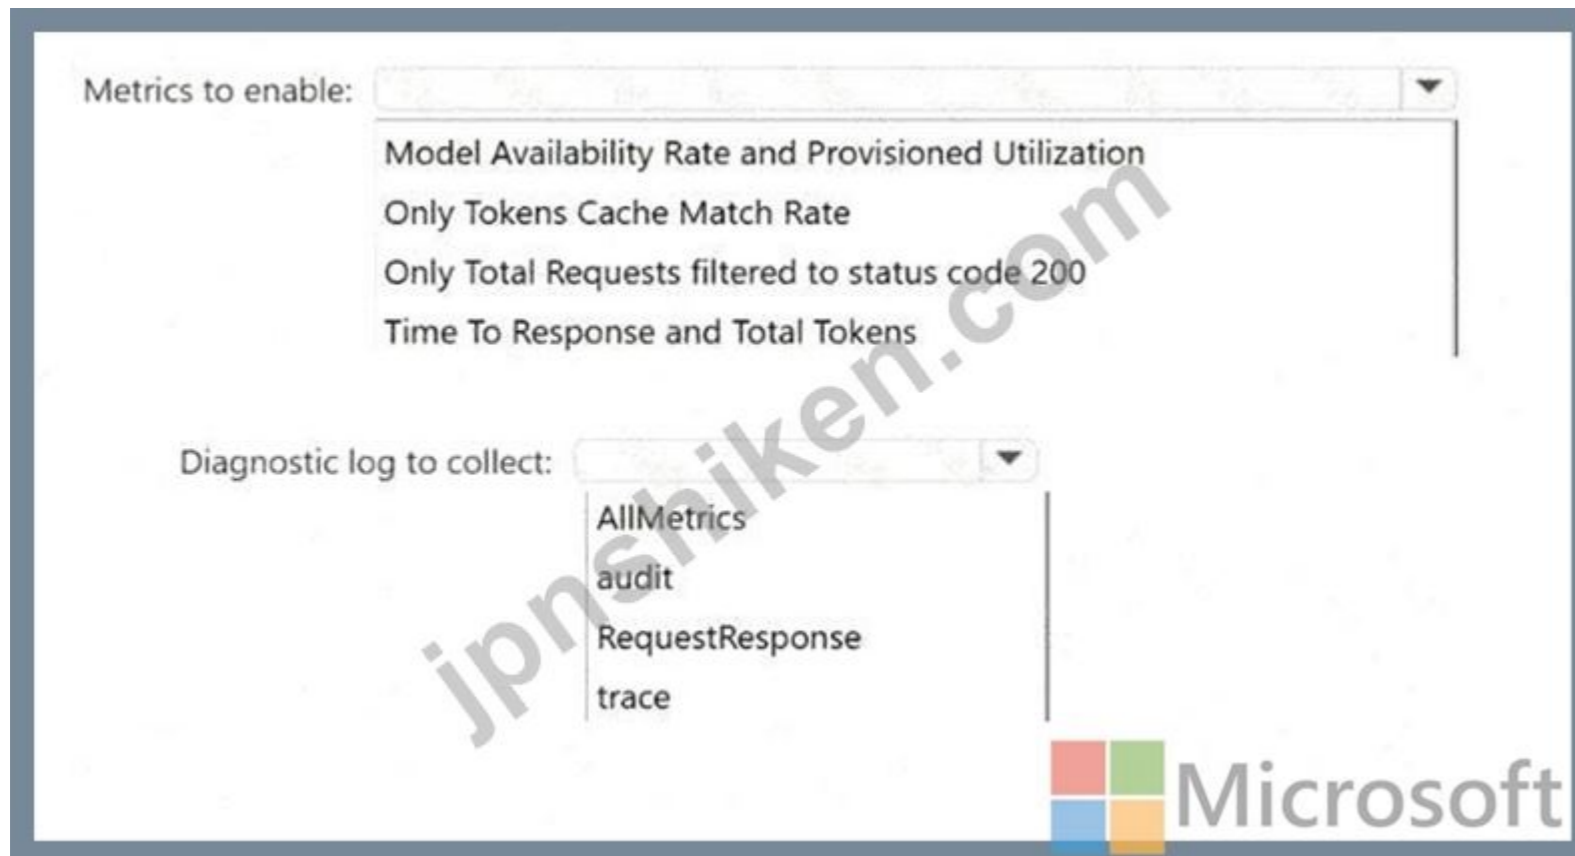 Metrics to enable:
Model Availability Rate and Provisioned Utilization
Only Tokens Cache Match Rate
Only Total Requests filtered to status code 200
Time To Response and Total Tokens
Diagnostic log to collect:
AllMetrics
audit
RequestResponse
trace
jpnshiken.com
Microsoft